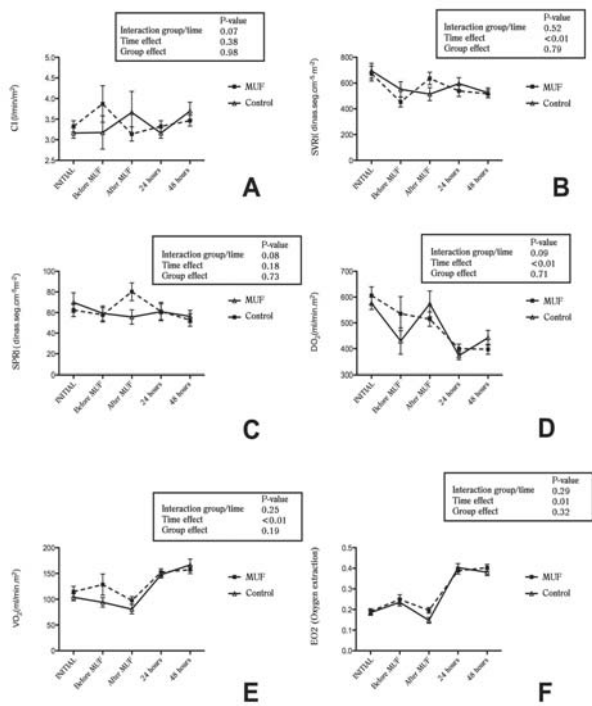 P-value
Interaction group/time 0.07
Time effect 0.38
Group effect 0.98
CI (l/min/m²)
5.0
4.5
4.0
3.5
3.0
2.5
MUF
Control
INITIAL
Before MUF
After MUF
24 hours
48 hours
A
P-value
Interaction group/time 0.52
Time effect <0.01
Group effect 0.79
800
600
400
200
0
MUF
Control
INITIAL
Before MUF
After MUF
24 hours
48 hours
B
P-value
Interaction group/time 0.08
Time effect 0.18
Group effect 0.73
100
80
60
40
20
0
MUF
Control
INITIAL
Before MUF
After MUF
24 hours
48 hours
C
P-value
Interaction group/time 0.09
Time effect <0.01
Group effect 0.71
DO₂(ml/min.m²)
700
600
500
400
300
MUF
Control
INITIAL
Before MUF
After MUF
24 hours
48 hours
D
P-value
Interaction group/time 0.25
Time effect <0.01
Group effect 0.19
VO₂(ml/min.m²)
200
150
100
50
0
MUF
Control
INITIAL
Before MUF
After MUF
24 hours
48 hours
E
P-value
Interaction group/time 0.29
Time effect 0.01
Group effect 0.32
EO2 (Oxygen extraction)
0.5
0.4
0.3
0.2
0.1
0.0
MUF
Control
INITIAL
Before MUF
After MUF
24 hours
48 hours
F